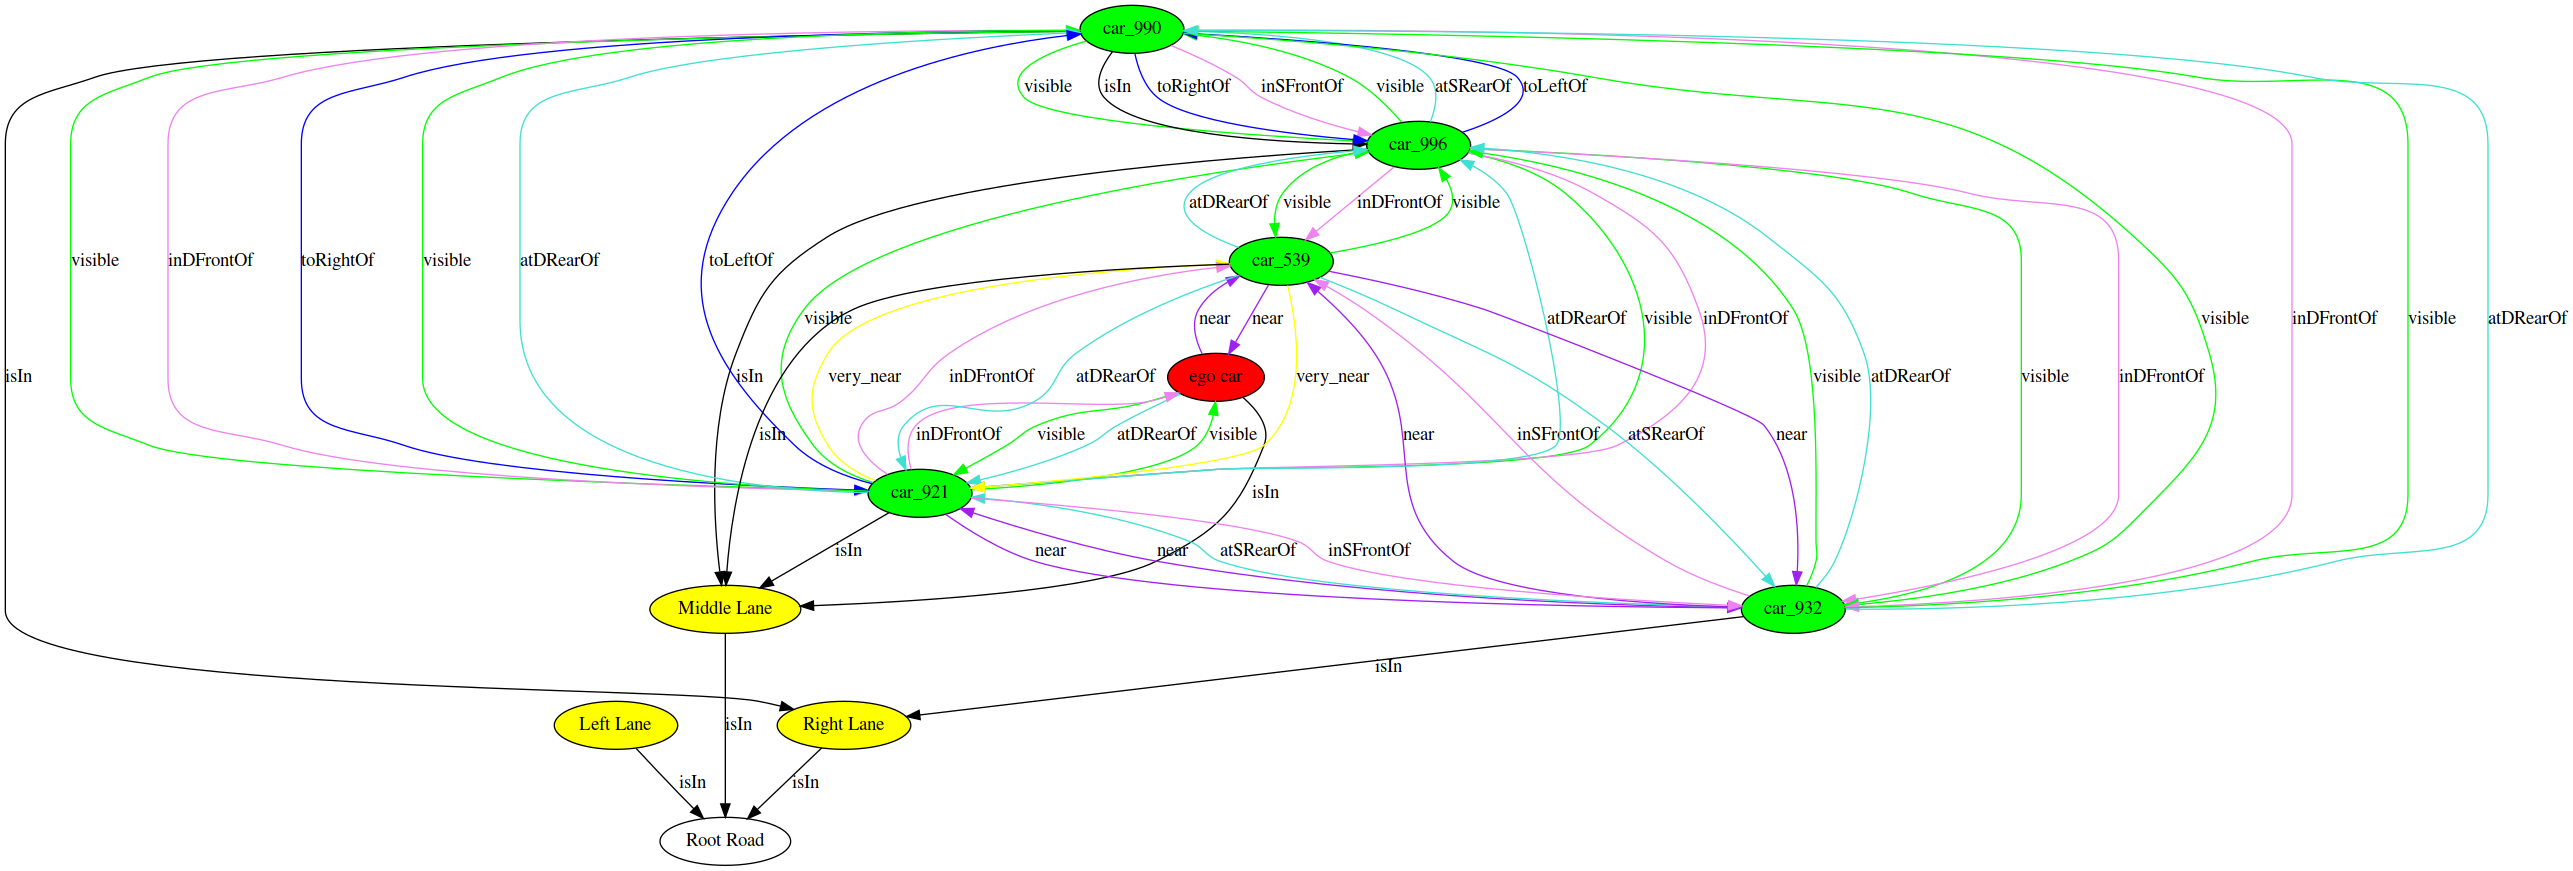 car_990
visible
isIn
toRightOf
inSFrontOf
visible
atSRearOf
toLeftOf
car_996
atDRearOf
visible
inDFrontOf
visible
visible
inDFrontOf
toRightOf
visible
atDRearOf
toLeftOf
car_539
visible
near
near
atDRearOf
visible
inDFrontOf
visible
inDFrontOf
visible
atDRearOf
isIn
isIn
very_near
inDFrontOf
atDRearOf
ego car
very_near
visible
atDRearOf
visible
inDFrontOf
isIn
inDFrontOf
visible
atDRearOf
visible
near
inSFrontOf
atSRearOf
near
car_921
isIn
isIn
near
near
atSRearOf
inSFrontOf
Middle Lane
car_932
isIn
Left Lane
isIn
Right Lane
isIn
isIn
Root Road